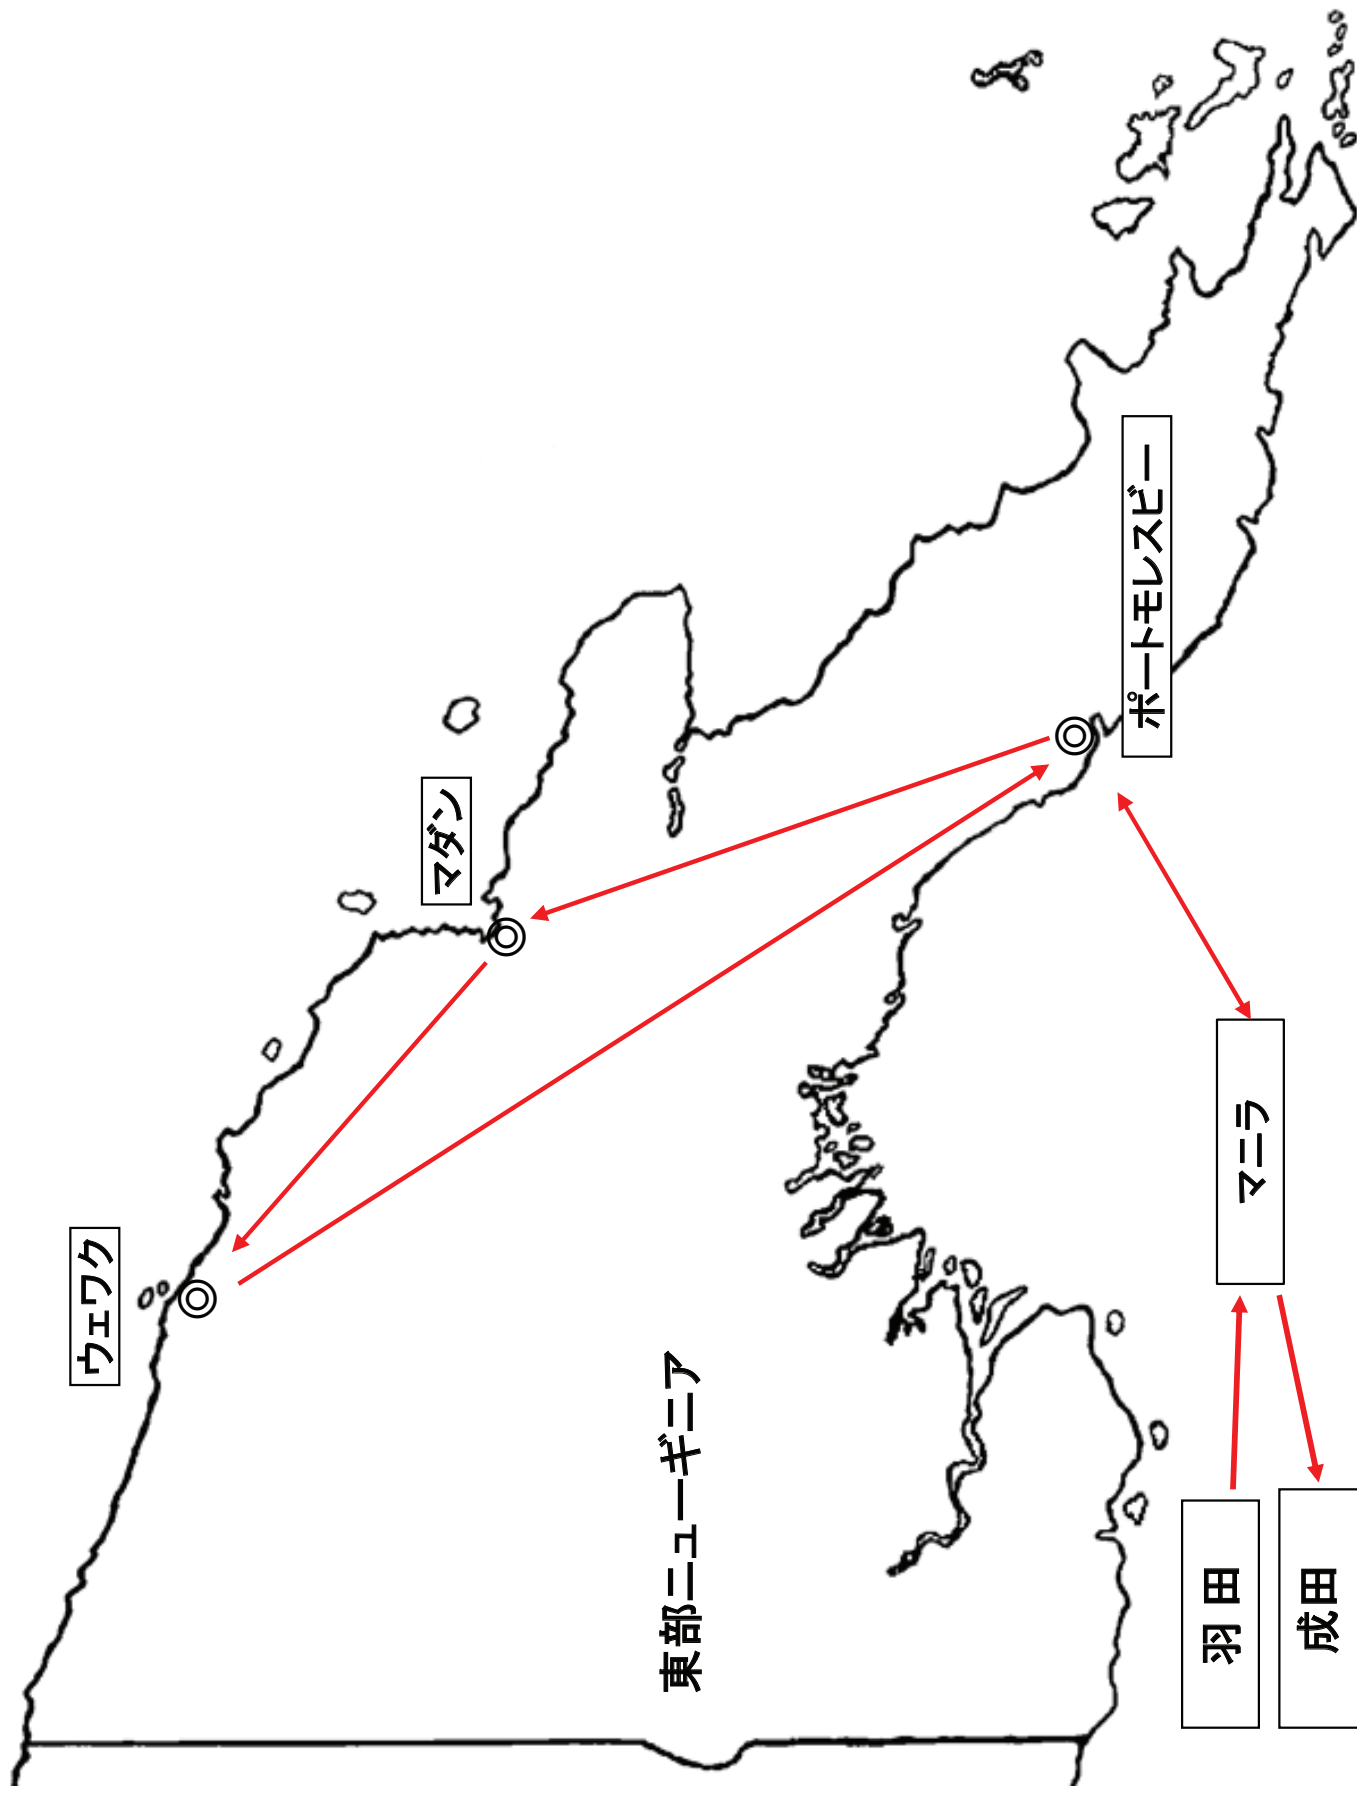 ウェワク
マダン
ポートモレスビー
東部ニューギニア
マニラ
羽田
成田